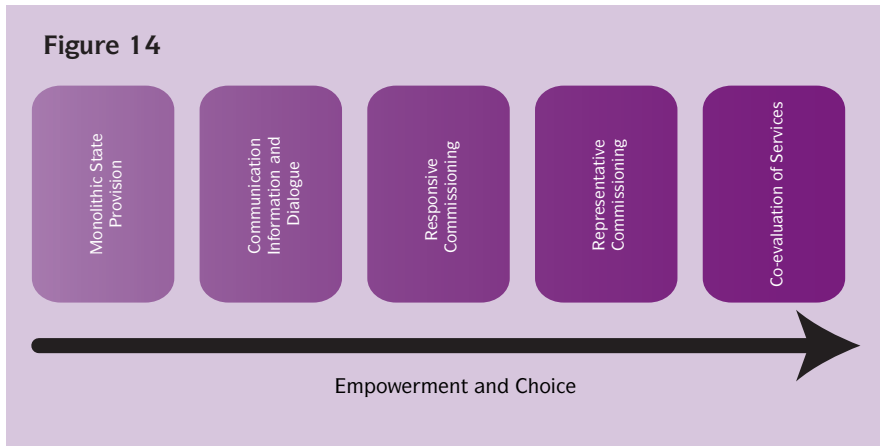 Figure 14
Monolithic State
Provision
Communication
Information and
Dialogue
Responsive
Commissioning
Representative
Commissioning
Co-evaluation of Services
Empowerment and Choice